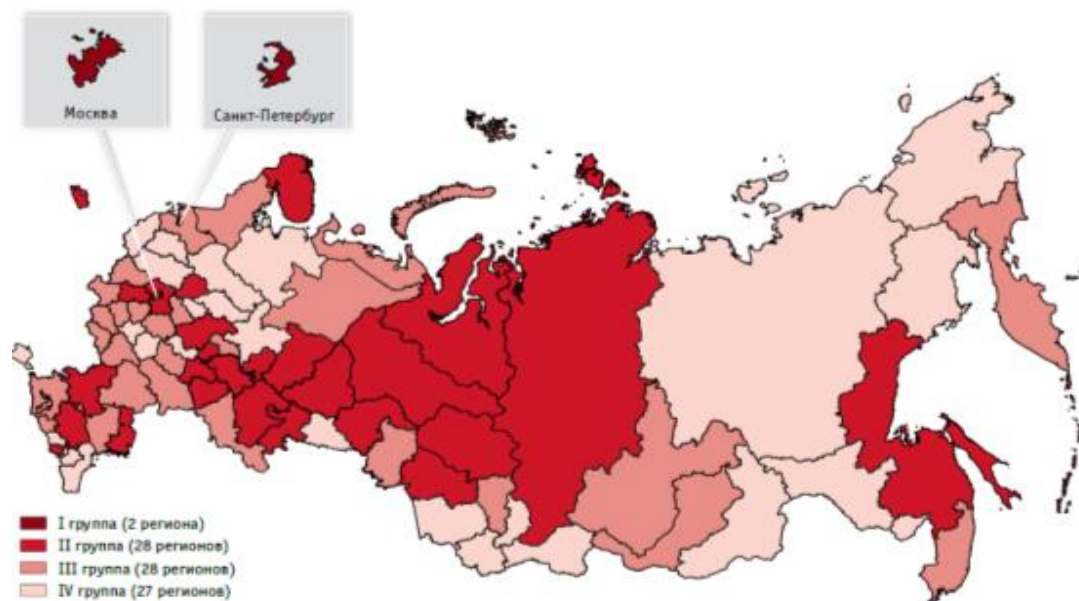 Москва
Санкт-Петербург
I группа (2 региона)
II группа (28 регионов)
III группа (28 регионов)
IV группа (27 регионов)